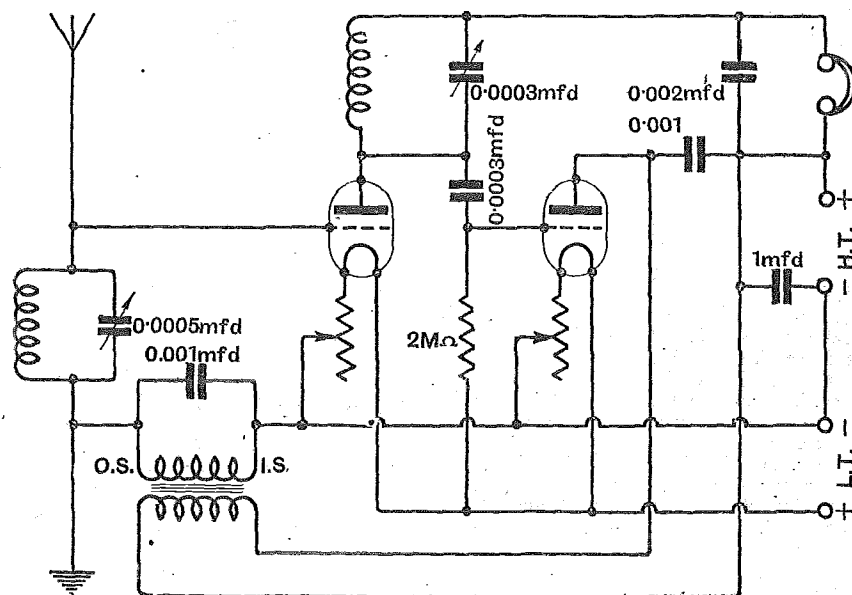 0·0003mfd
0·0003mfd
0·002mfd
0·001
+
H.T.
1mfd
−
0·0005mfd
0·001mfd
2MΩ
O.S.
I.S.
−
L.T.
+